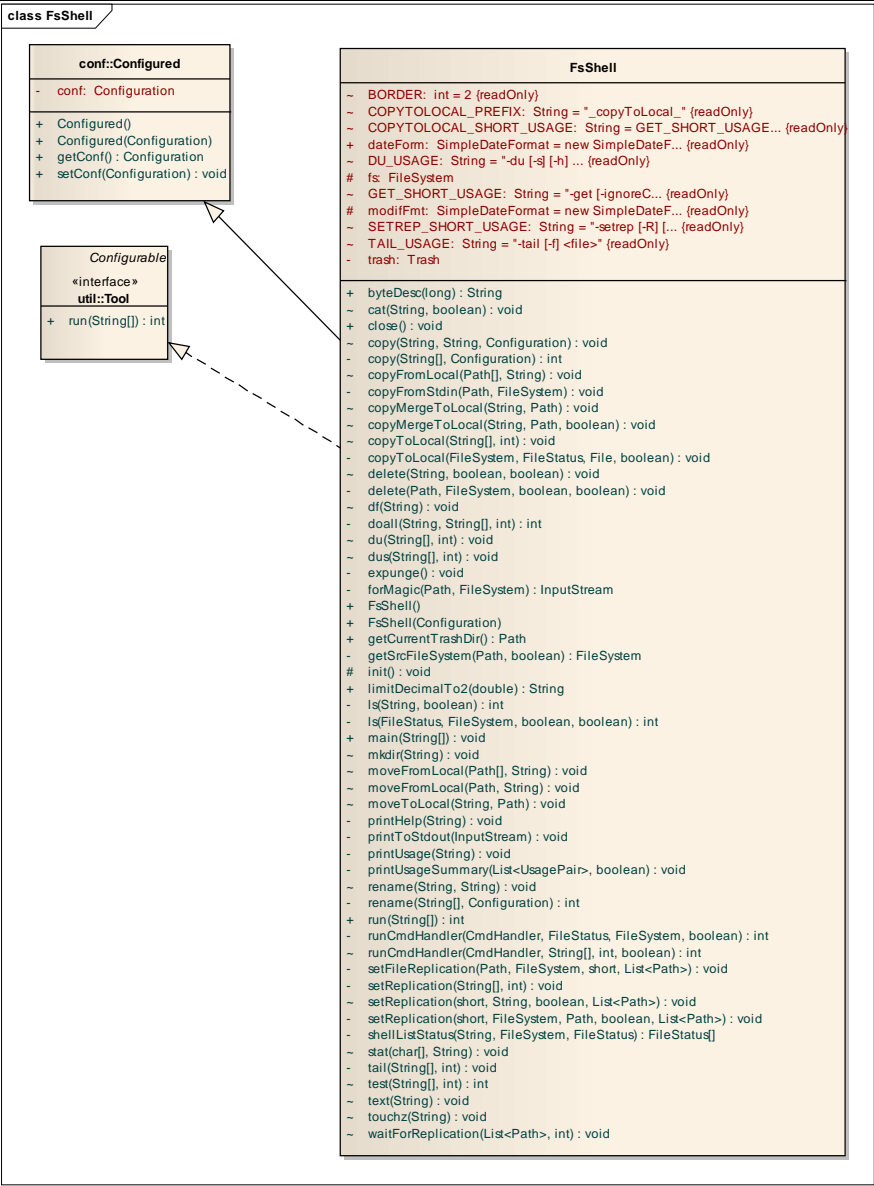 class FsShell
conf::Configured
- conf: Configuration
+ Configured()
+ Configured(Configuration)
+ getConf() : Configuration
+ setConf(Configuration) : void
Configurable
«interface»
util::Tool
+ run(String[]) : int
FsShell
~ BORDER: int = 2 {readOnly}
~ COPYTOLOCAL_PREFIX: String = "_copyToLocal_" {readOnly}
~ COPYTOLOCAL_SHORT_USAGE: String = GET_SHORT_USAGE... {readOnly}
+ dateForm: SimpleDateFormat = new SimpleDateF... {readOnly}
~ DU_USAGE: String = "-du [-s] [-h] ... {readOnly}
# fs: FileSystem
~ GET_SHORT_USAGE: String = "-get [-ignoreC... {readOnly}
# modifFmt: SimpleDateFormat = new SimpleDateF... {readOnly}
~ SETREP_SHORT_USAGE: String = "-setrep [-R] [... {readOnly}
~ TAIL_USAGE: String = "-tail [-f] <file>" {readOnly}
- trash: Trash
+ byteDesc(long) : String
~ cat(String, boolean) : void
+ close() : void
~ copy(String, String, Configuration) : void
- copy(String[], Configuration) : int
~ copyFromLocal(Path[], String) : void
- copyFromStdin(Path, FileSystem) : void
~ copyMergeToLocal(String, Path) : void
~ copyMergeToLocal(String, Path, boolean) : void
~ copyToLocal(String[], int) : void
- copyToLocal(FileSystem, FileStatus, File, boolean) : void
~ delete(String, boolean, boolean) : void
- delete(Path, FileSystem, boolean, boolean) : void
~ df(String) : void
- doall(String, String[], int) : int
~ du(String[], int) : void
~ dus(String[], int) : void
- expunge() : void
- forMagic(Path, FileSystem) : InputStream
+ FsShell()
+ FsShell(Configuration)
+ getCurrentTrashDir() : Path
- getSrcFileSystem(Path, boolean) : FileSystem
# init() : void
+ limitDecimalTo2(double) : String
- ls(String, boolean) : int
- ls(FileStatus, FileSystem, boolean, boolean) : int
+ main(String[]) : void
~ mkdir(String) : void
~ moveFromLocal(Path[], String) : void
~ moveFromLocal(Path, String) : void
~ moveToLocal(String, Path) : void
- printHelp(String) : void
- printToStdout(InputStream) : void
- printUsage(String) : void
- printUsageSummary(List<UsagePair>, boolean) : void
~ rename(String, String) : void
- rename(String[], Configuration) : int
+ run(String[]) : int
- runCmdHandler(CmdHandler, FileStatus, FileSystem, boolean) : int
~ runCmdHandler(CmdHandler, String[], int, boolean) : int
- setFileReplication(Path, FileSystem, short, List<Path>) : void
- setReplication(String[], int) : void
~ setReplication(short, String, boolean, List<Path>) : void
- setReplication(short, FileSystem, Path, boolean, List<Path>) : void
- shellListStatus(String, FileSystem, FileStatus) : FileStatus[]
~ stat(char[], String) : void
- tail(String[], int) : void
~ test(String[], int) : int
~ text(String) : void
~ touchz(String) : void
~ waitForReplication(List<Path>, int) : void